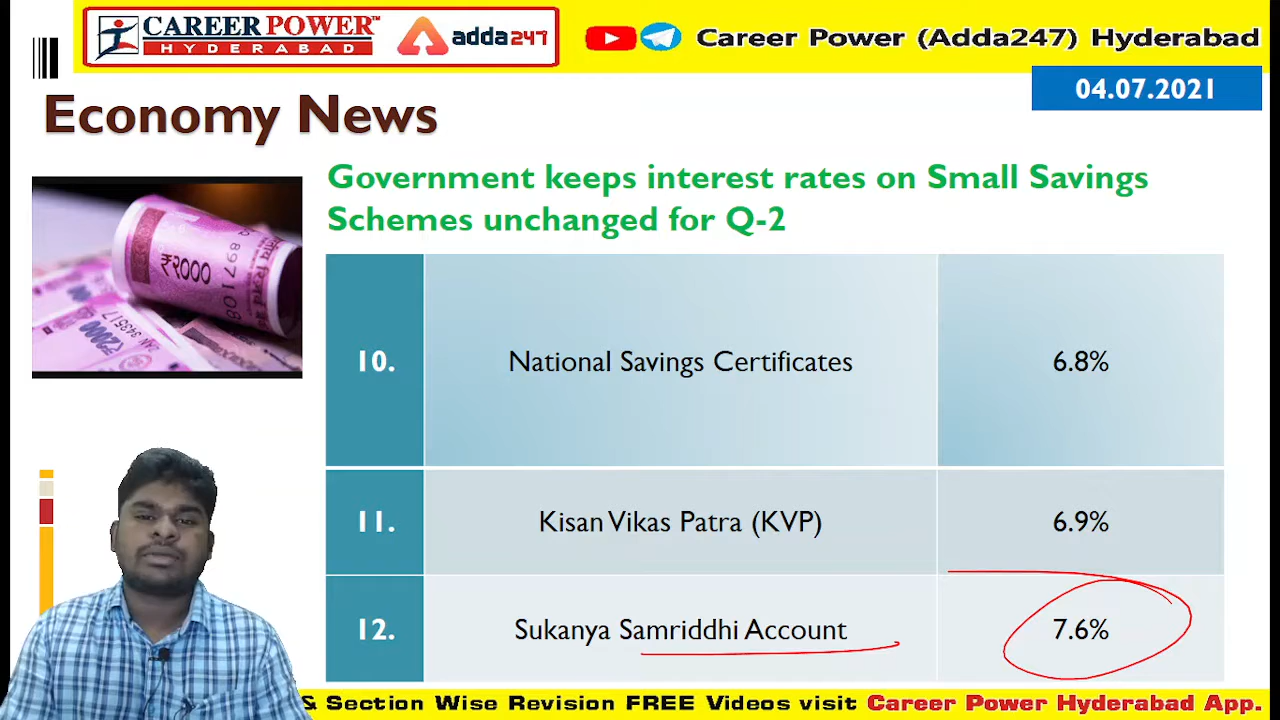 CAREER POWER™
HYDERABAD
adda247
Career Power (Adda247) Hyderabad
04.07.2021
Economy News
Government keeps interest rates on Small Savings
Schemes unchanged for Q-2
10. National Savings Certificates 6.8%
11. Kisan Vikas Patra (KVP) 6.9%
12. Sukanya Samriddhi Account 7.6%
& Section Wise Revision FREE Videos visit Career Power Hyderabad App.